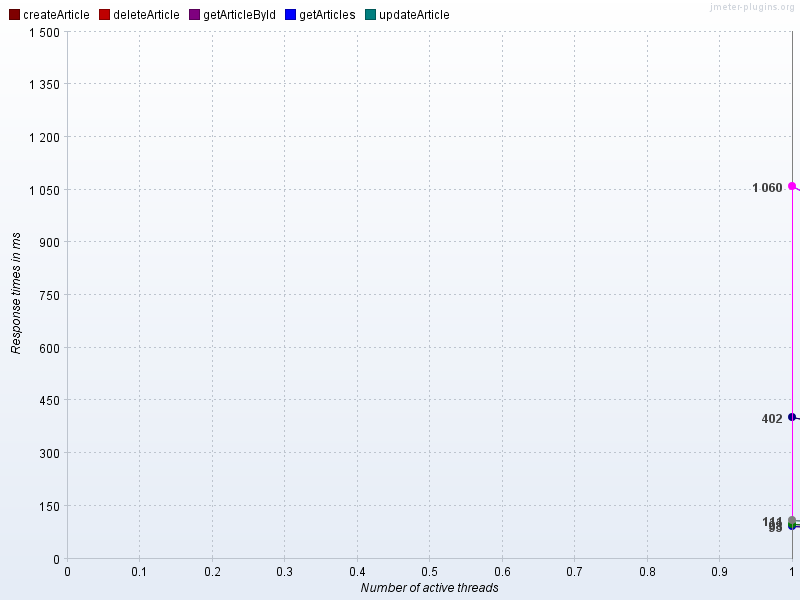 jmeter-plugins.org
createArticle deleteArticle getArticleById getArticles updateArticle
1 500
1 350
1 200
1 050
900
750
600
450
300
150
0
Response times in ms
1 060
402
111
0 0.1 0.2 0.3 0.4 0.5 0.6 0.7 0.8 0.9 1
Number of active threads